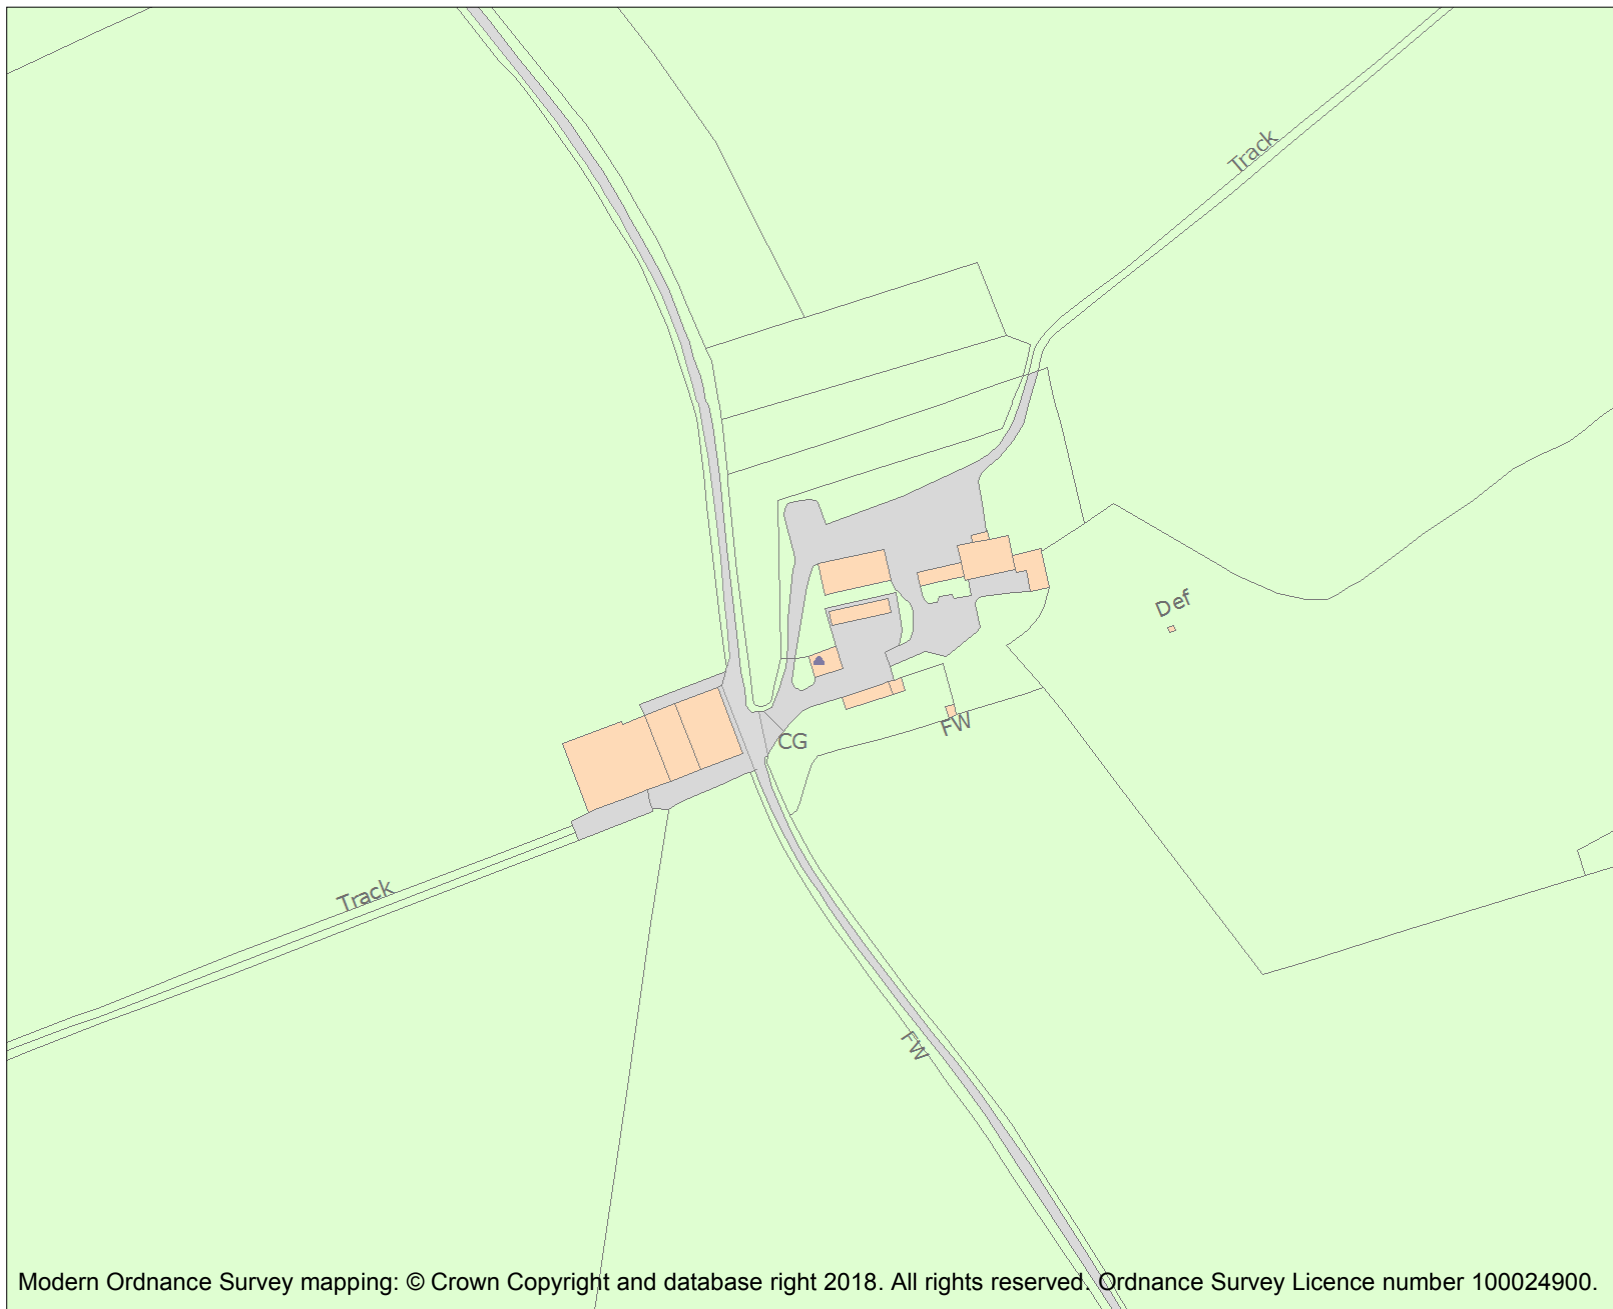 Track
Def
FW
CG
Track
FW
Modern Ordnance Survey mapping: © Crown Copyright and database right 2018. All rights reserved. Ordnance Survey Licence number 100024900.